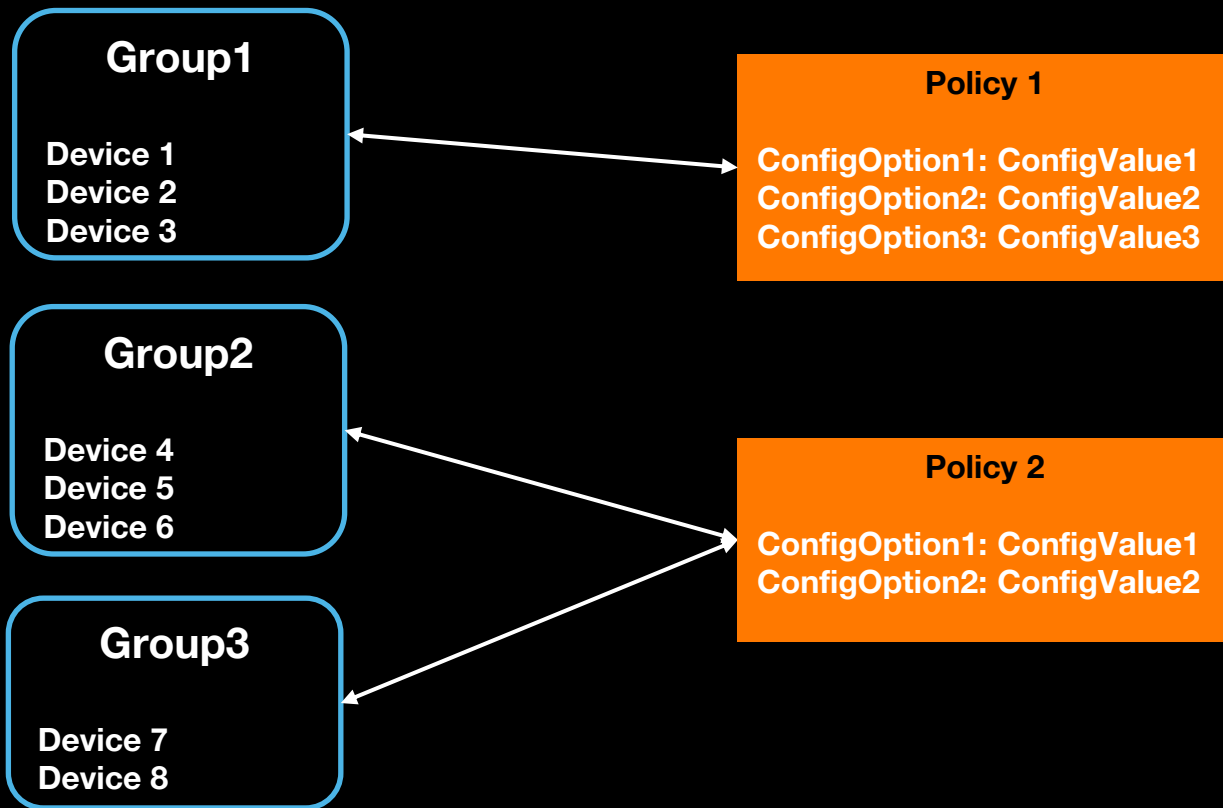 Group1
Device 1
Device 2
Device 3
Policy 1
ConfigOption1: ConfigValue1
ConfigOption2: ConfigValue2
ConfigOption3: ConfigValue3
Group2
Device 4
Device 5
Device 6
Policy 2
ConfigOption1: ConfigValue1
ConfigOption2: ConfigValue2
Group3
Device 7
Device 8